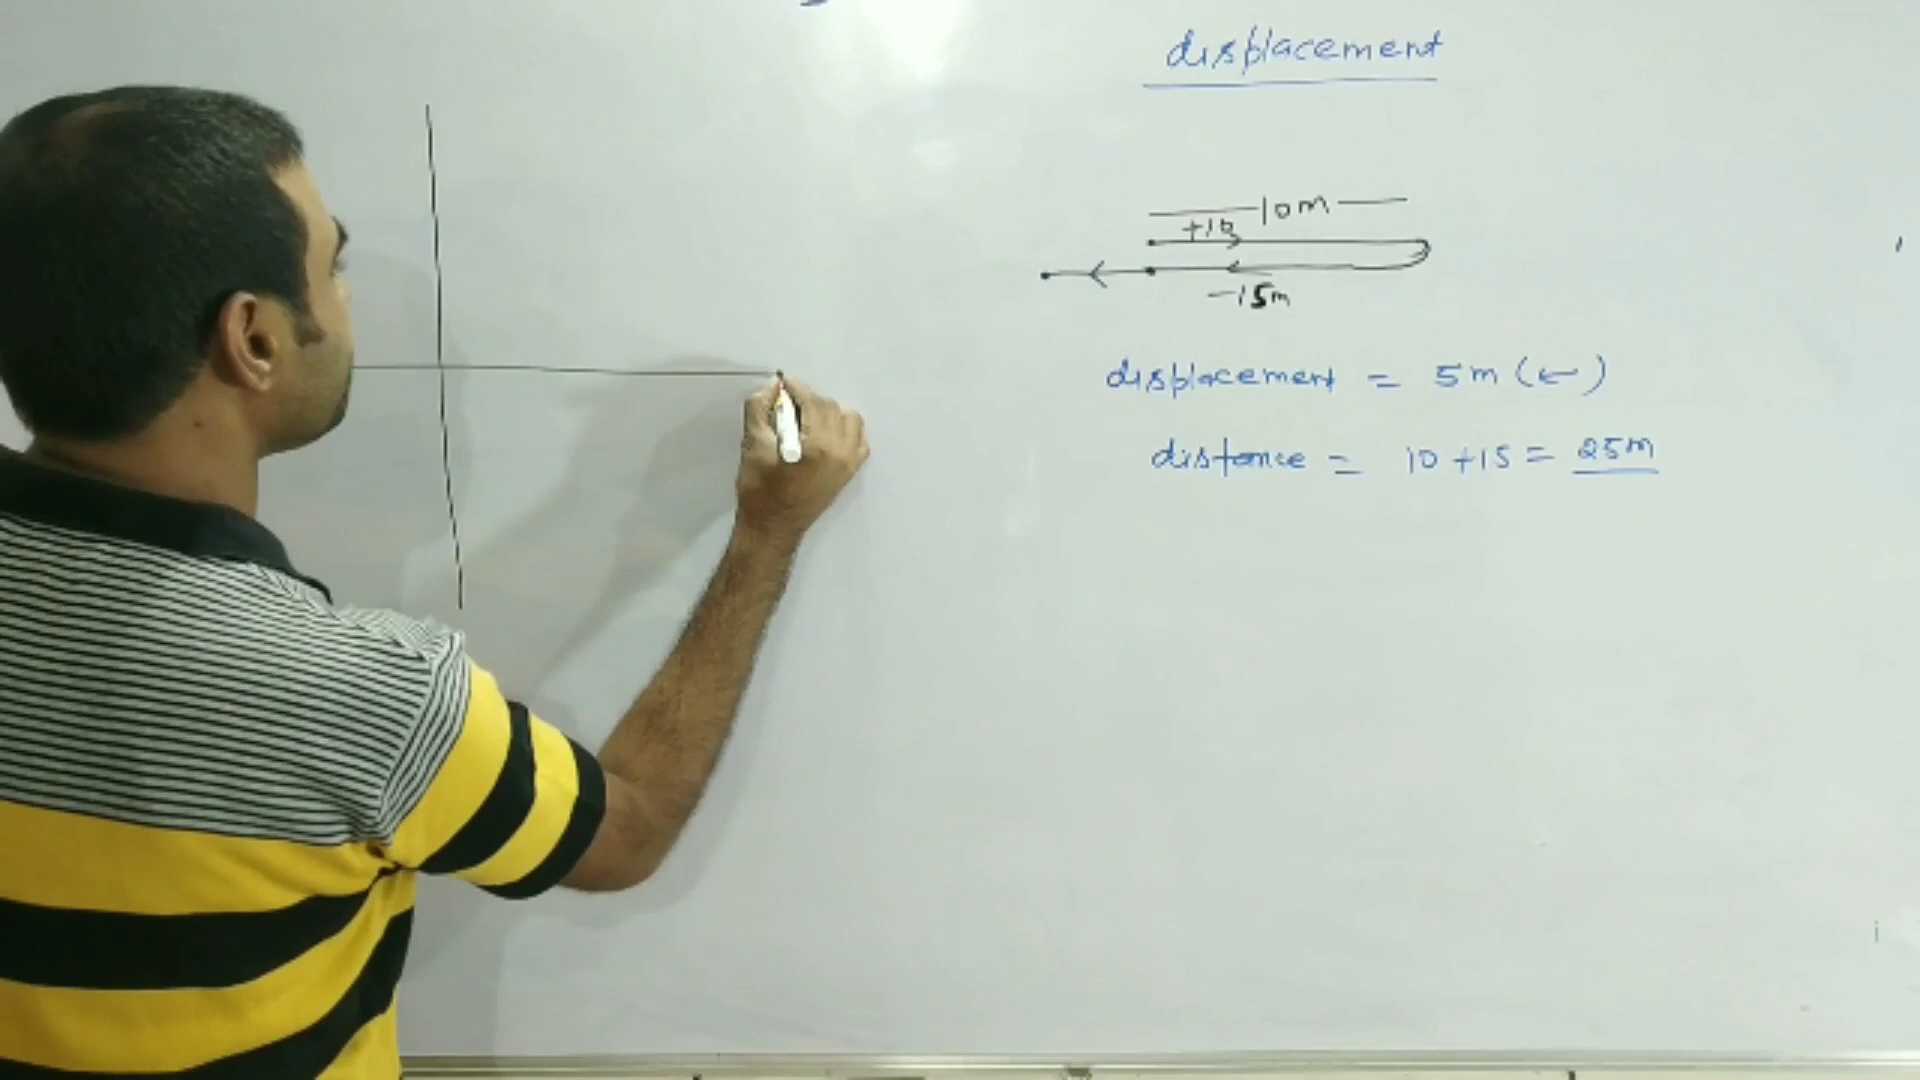 displacement
10m
+10
-15m
displacement = 5m (←)
distance = 10 +15 = 25m